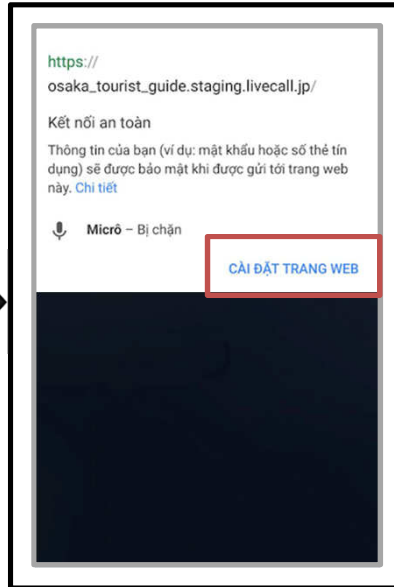 https://
osaka_tourist_guide.staging.livecall.jp/
Kết nối an toàn
Thông tin của bạn (ví dụ: mật khẩu hoặc số thẻ tín
dụng) sẽ được bảo mật khi được gửi tới trang web
này. Chi tiết
Micrô – Bị chặn
CÀI ĐẶT TRANG WEB